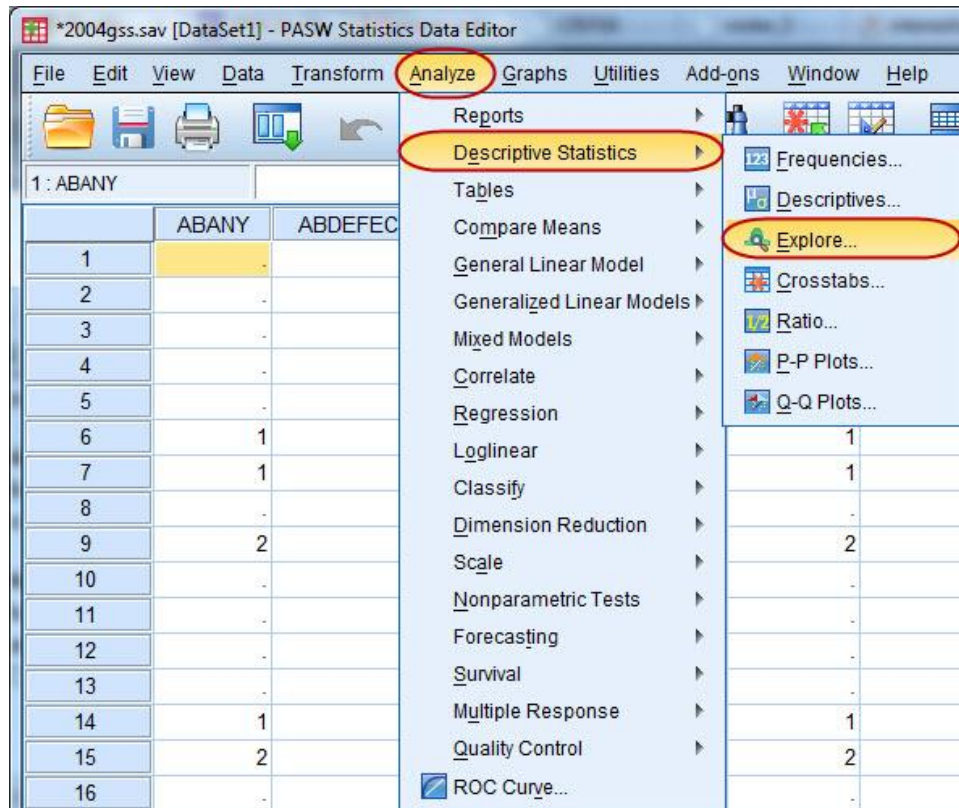 *2004gss.sav [DataSet1] - PASW Statistics Data Editor
File Edit View Data Transform Analyze Graphs Utilities Add-ons Window Help
1 : ABANY
ABANY ABDEFEC
Reports
Descriptive Statistics
Tables
Compare Means
General Linear Model
Generalized Linear Models
Mixed Models
Correlate
Regression
Loglinear
Classify
Dimension Reduction
Scale
Nonparametric Tests
Forecasting
Survival
Multiple Response
Quality Control
ROC Curve...
123 Frequencies...
Descriptives...
Explore...
Crosstabs...
1/2 Ratio...
P-P Plots...
Q-Q Plots...
1 .
2 .
3 .
4 .
5 .
6 1 1
7 1 1
8 . .
9 2 2
10 . .
11 . .
12 . .
13 . .
14 1 1
15 2 2
16 . .